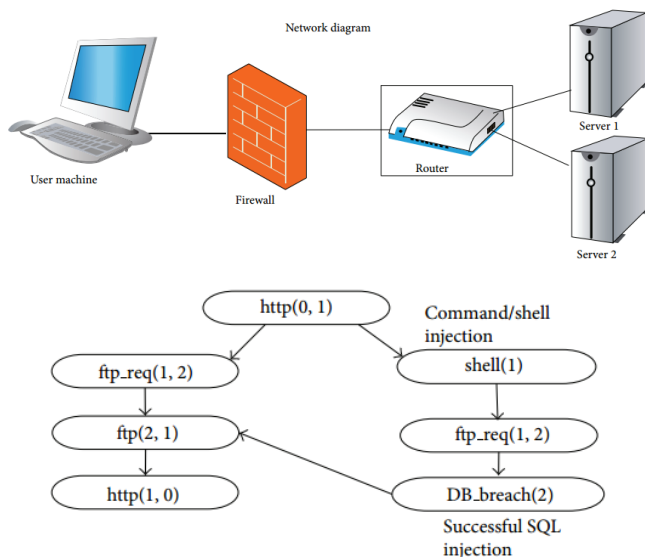 Network diagram
User machine
Firewall
Router
Server 1
Server 2
http(0, 1)
Command/shell
injection
ftp_req(1, 2)
shell(1)
ftp(2, 1)
ftp_req(1, 2)
http(1, 0)
DB_breach(2)
Successful SQL
injection